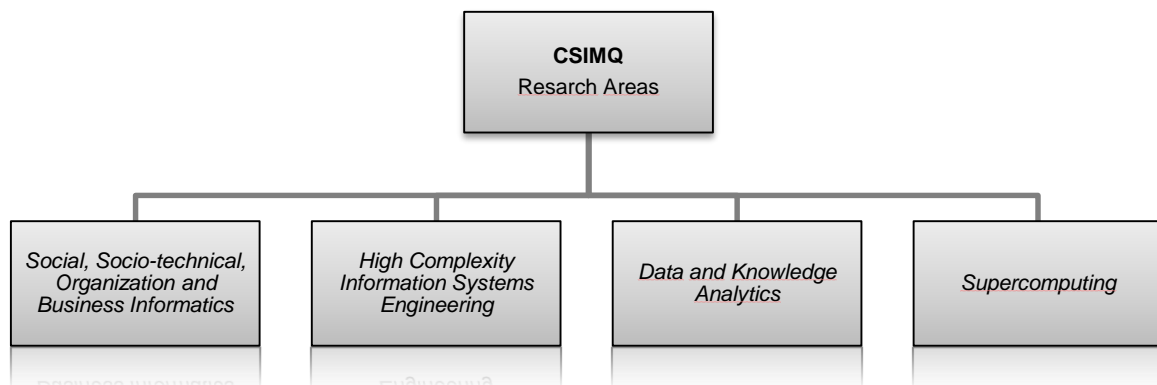 CSIMQ
Resarch Areas
Social, Socio-technical,
Organization and
Business Informatics
High Complexity
Information Systems
Engineering
Data and Knowledge
Analytics
Supercomputing